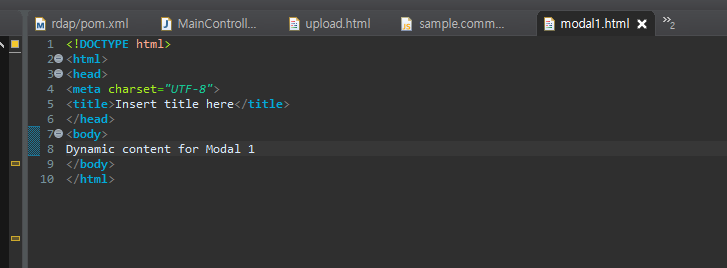 rdap/pom.xml MainControll... upload.html sample.comm... modal1.html »2
1 <!DOCTYPE html>
2 <html>
3 <head>
4 <meta charset="UTF-8">
5 <title>Insert title here</title>
6 </head>
7 <body>
8 Dynamic content for Modal 1
9 </body>
10 </html>